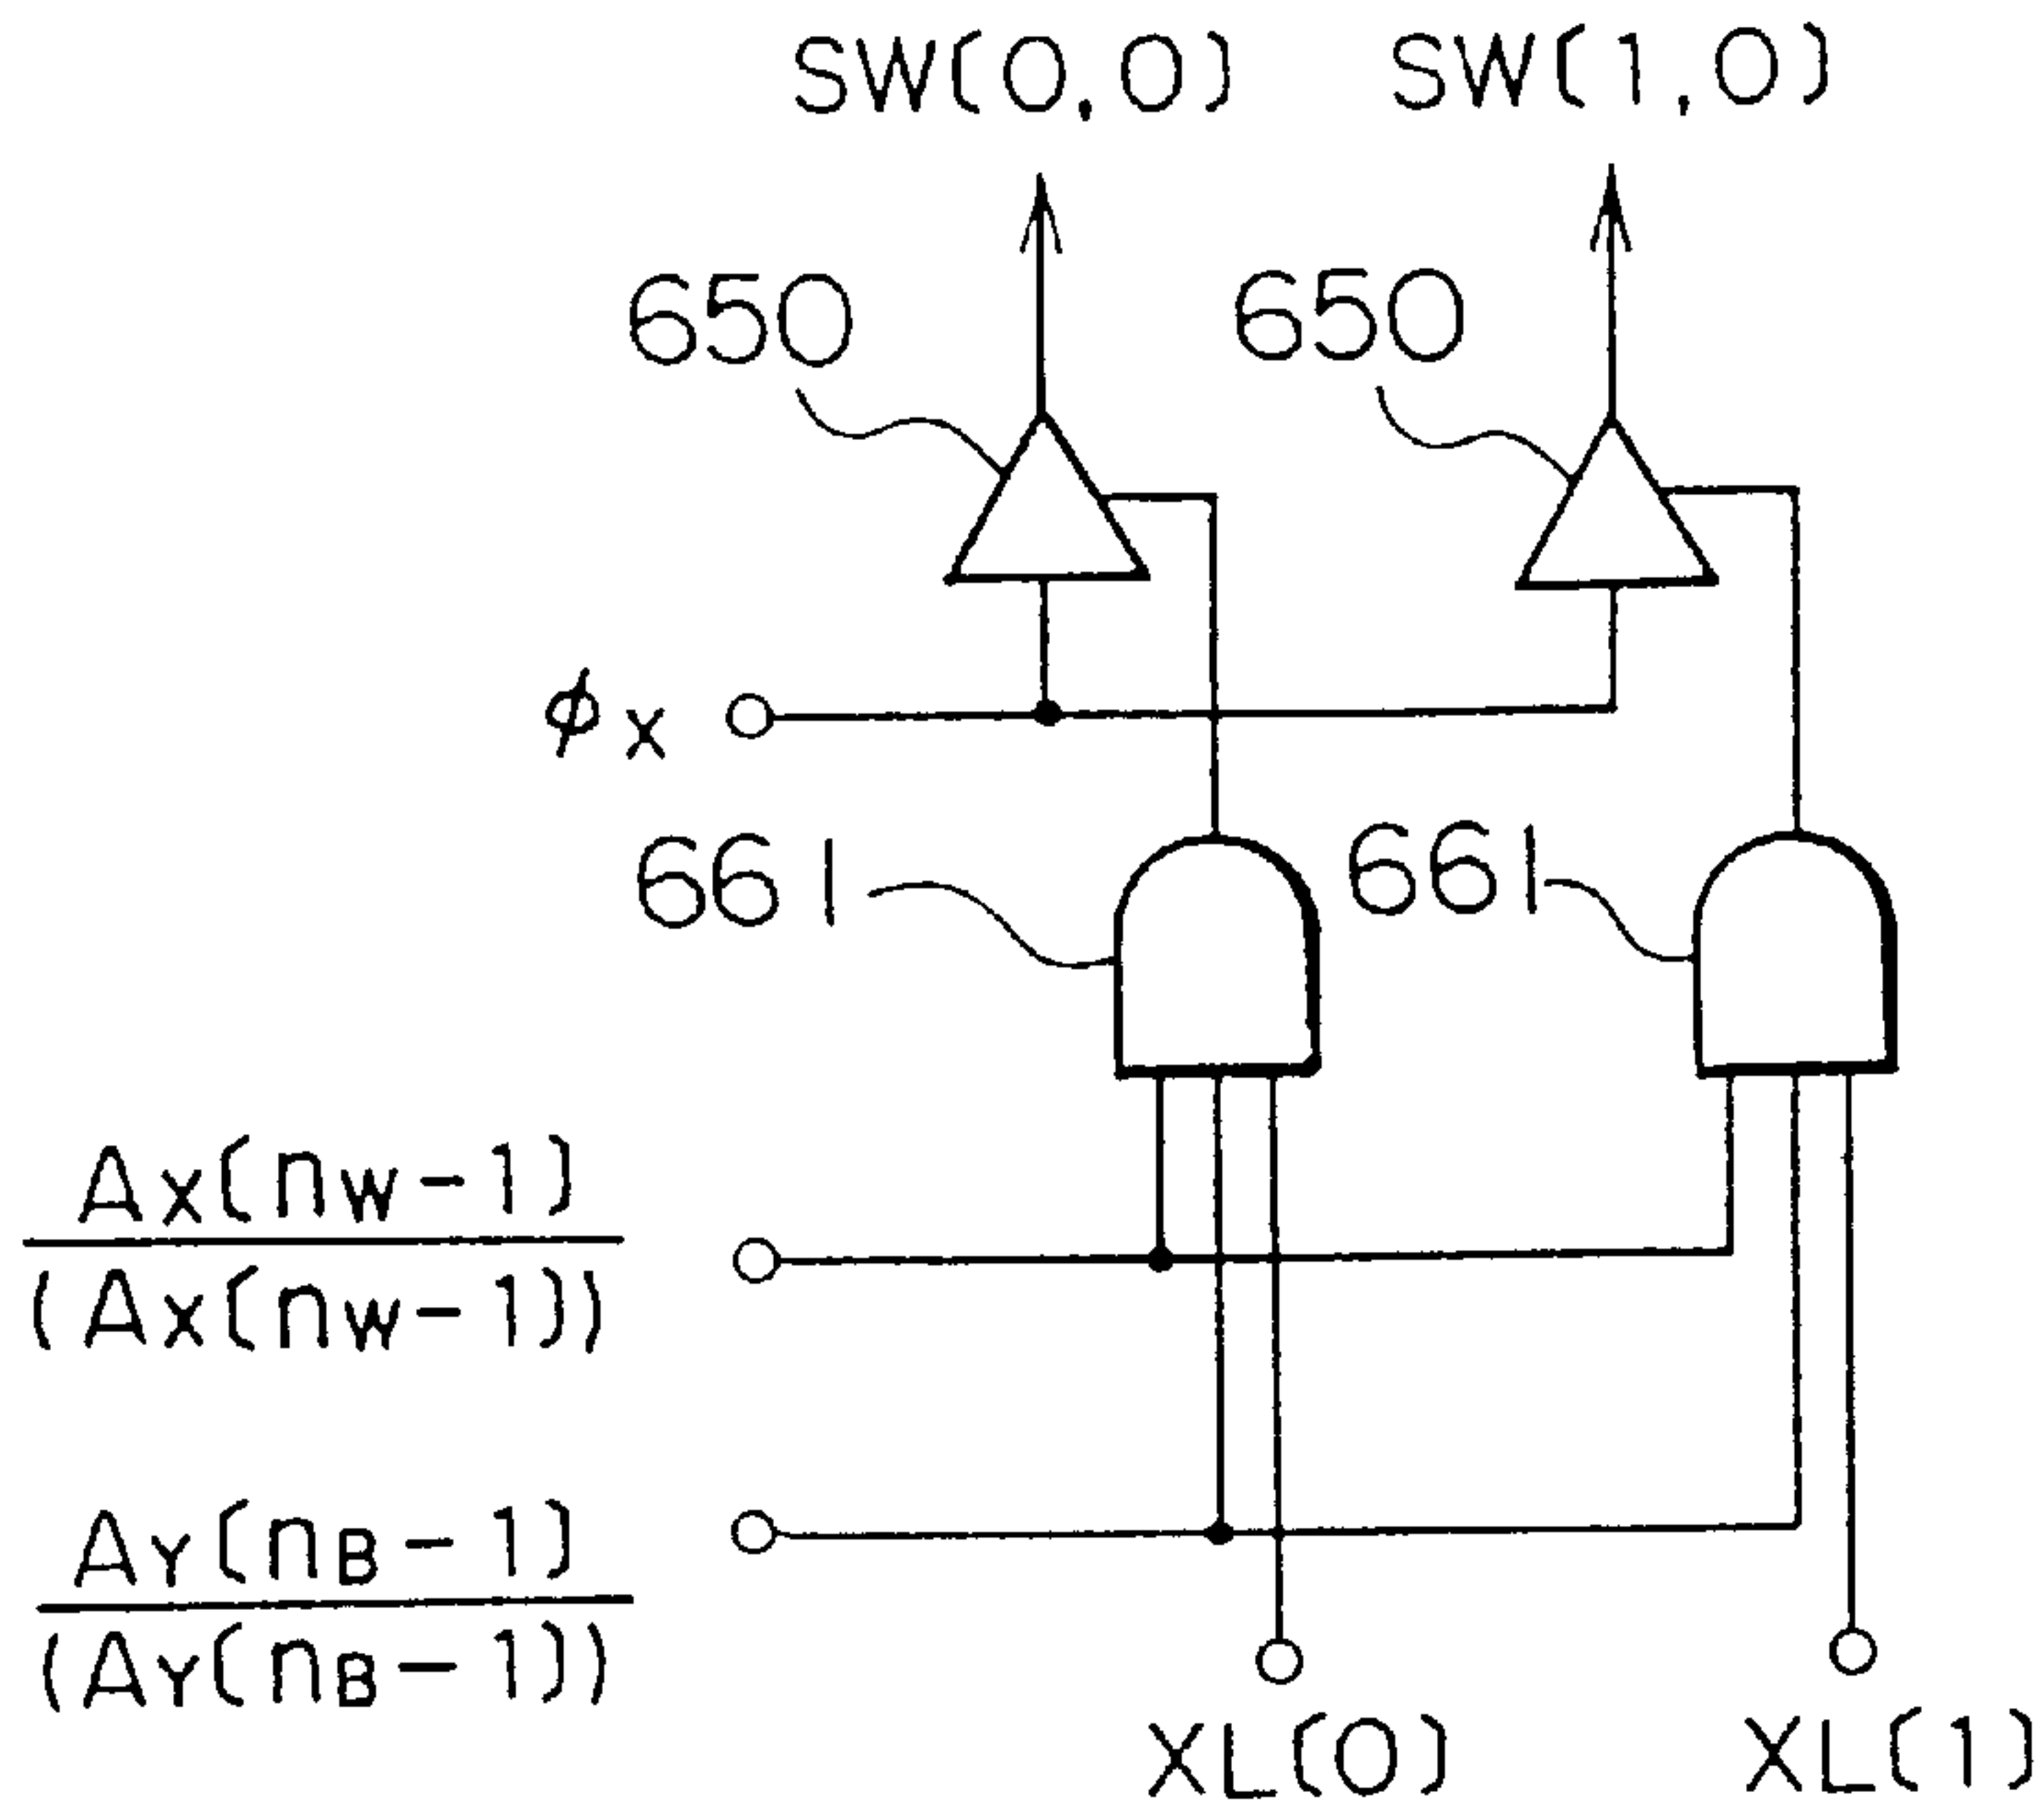 SW(0,0) SW(1,0)
650 650
φX
661 661
AX(nW-1)
(AX(nW-1))
AY(nB-1)
(AY(nB-1))
XL(0) XL(1)